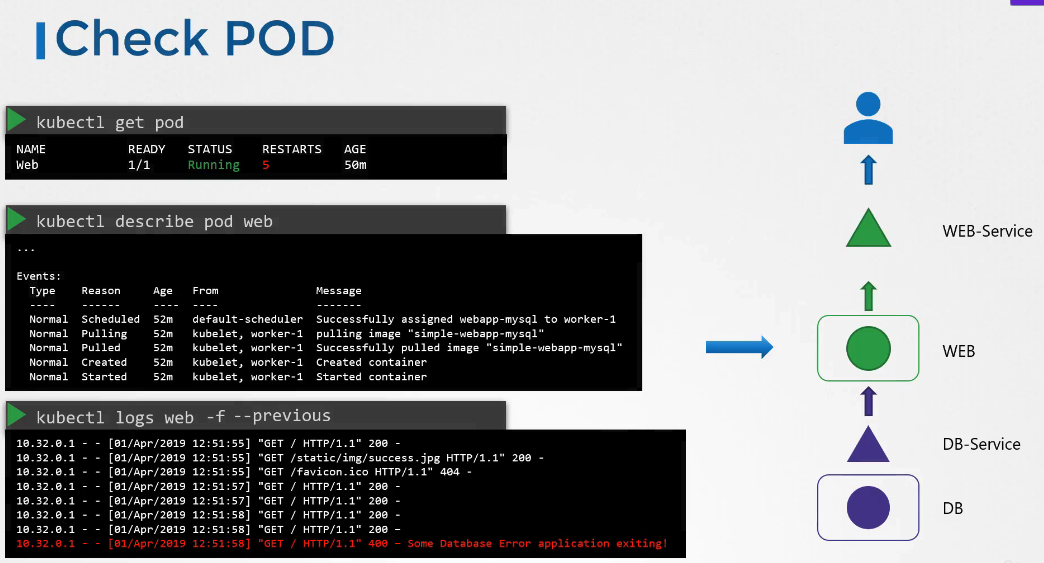 Check POD
kubectl get pod
NAME READY STATUS RESTARTS AGE
Web 1/1 Running 5 50m
kubectl describe pod web
...
Events:
Type Reason Age From Message
---- ------ ---- ---- -------
Normal Scheduled 52m default-scheduler Successfully assigned webapp-mysql to worker-1
Normal Pulling 52m kubelet, worker-1 pulling image "simple-webapp-mysql"
Normal Pulled 52m kubelet, worker-1 Successfully pulled image "simple-webapp-mysql"
Normal Created 52m kubelet, worker-1 Created container
Normal Started 52m kubelet, worker-1 Started container
kubectl logs web -f --previous
10.32.0.1 - - [01/Apr/2019 12:51:55] "GET / HTTP/1.1" 200 -
10.32.0.1 - - [01/Apr/2019 12:51:55] "GET /static/img/success.jpg HTTP/1.1" 200 -
10.32.0.1 - - [01/Apr/2019 12:51:55] "GET /favicon.ico HTTP/1.1" 404 -
10.32.0.1 - - [01/Apr/2019 12:51:57] "GET / HTTP/1.1" 200 -
10.32.0.1 - - [01/Apr/2019 12:51:57] "GET / HTTP/1.1" 200 -
10.32.0.1 - - [01/Apr/2019 12:51:58] "GET / HTTP/1.1" 200 -
10.32.0.1 - - [01/Apr/2019 12:51:58] "GET / HTTP/1.1" 200 –
10.32.0.1 - - [01/Apr/2019 12:51:58] "GET / HTTP/1.1" 400 – Some Database Error application exiting!
WEB-Service
WEB
DB-Service
DB